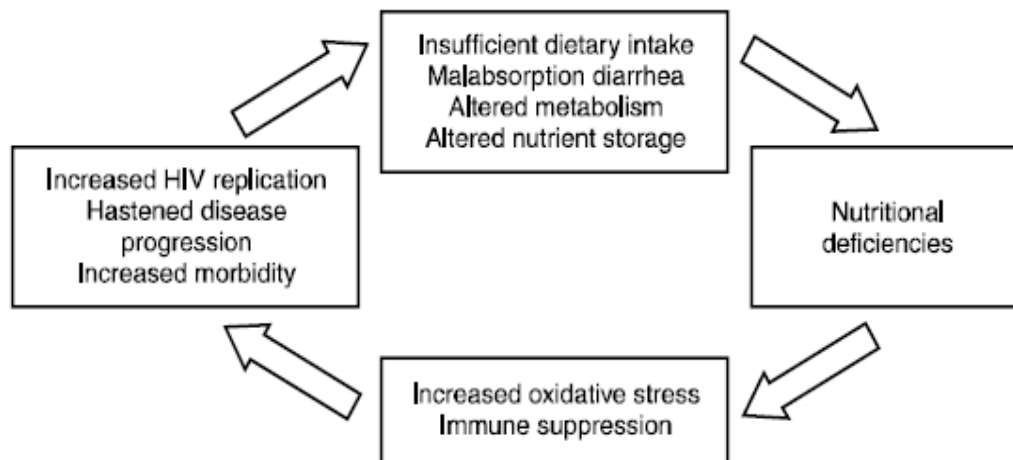 Insufficient dietary intake
Malabsorption diarrhea
Altered metabolism
Altered nutrient storage
Increased HIV replication
Hastened disease
progression
Increased morbidity
Nutritional
deficiencies
Increased oxidative stress
Immune suppression